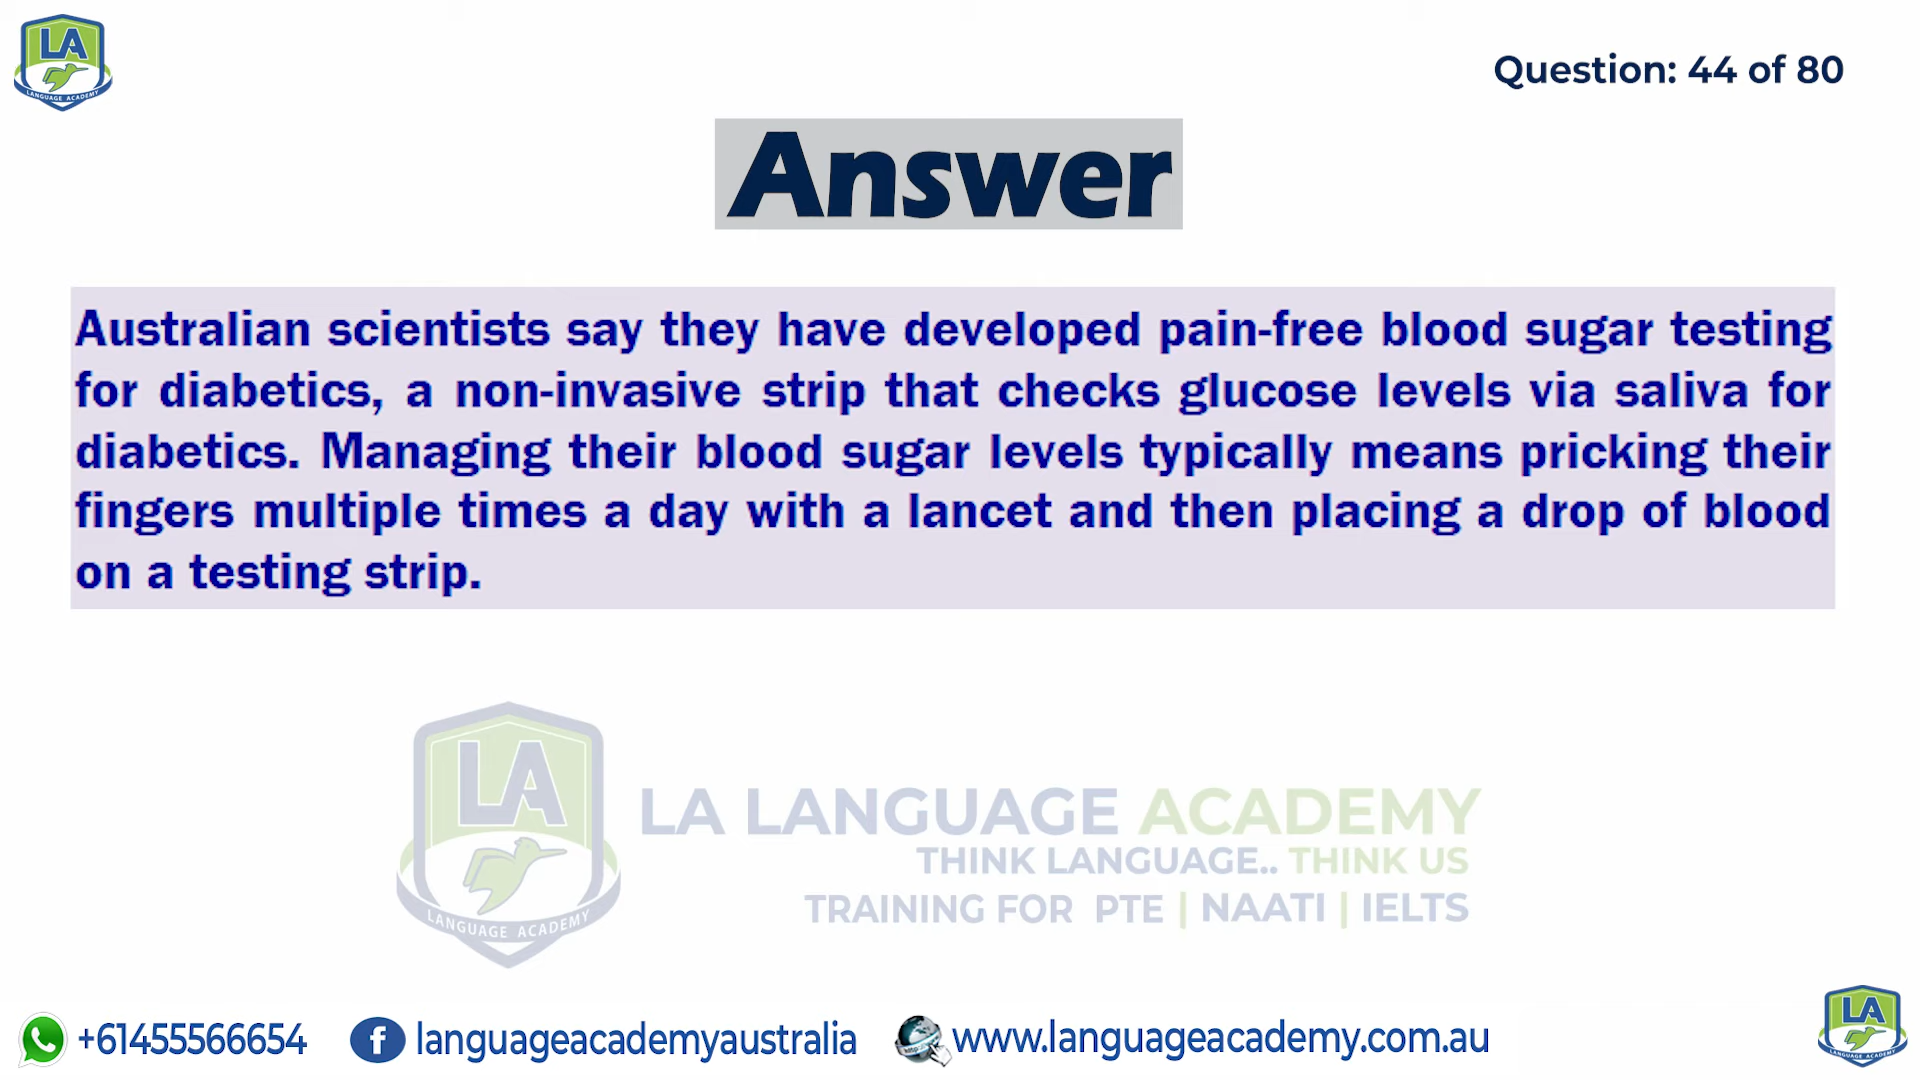 LA
LANGUAGE ACADEMY
Question: 44 of 80
Answer
Australian scientists say they have developed pain-free blood sugar testing
for diabetics, a non-invasive strip that checks glucose levels via saliva for
diabetics. Managing their blood sugar levels typically means pricking their
fingers multiple times a day with a lancet and then placing a drop of blood
on a testing strip.
LA
LANGUAGE ACADEMY
LA LANGUAGE ACADEMY
THINK LANGUAGE.. THINK US
TRAINING FOR PTE | NAATI | IELTS
+61455566654
f languageacademyaustralia
http
www.languageacademy.com.au
LA
LANGUAGE ACADEMY